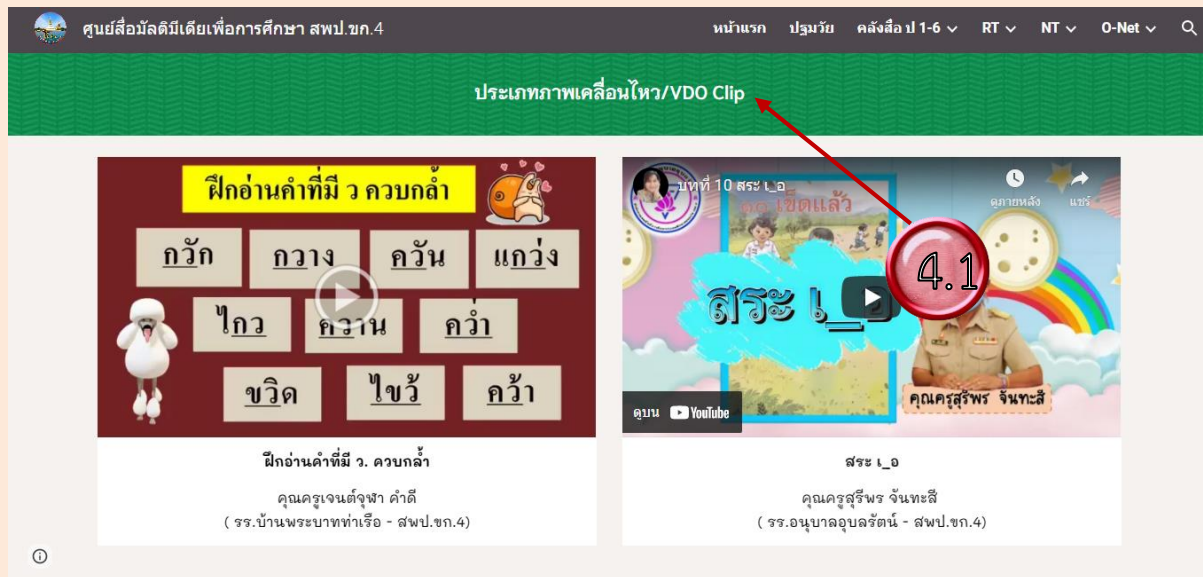 ศูนย์สื่อมัลติมีเดียเพื่อการศึกษา สพป.ขก.4
หน้าแรก ปฐมวัย คลังสื่อ ป 1-6 RT NT O-Net
ประเภทภาพเคลื่อนไหว/VDO Clip
ฝึกอ่านคำที่มี ว ควบกล้ำ
กวัก กวาง ควัน แกว่ง
ไกว ควาน คว่ำ
ขวิด ไขว้ คว้า
บทที่ 10 สระ เ_อ
ดูภายหลัง แชร์
๑๐ เช็ดแล้ว
4.1
สระ เ_อ
คุณครูสุรีพร จันทะสี
ดูบน YouTube
ฝึกอ่านคำที่มี ว. ควบกล้ำ
คุณครูเจนต์จุฬา คำดี
( รร.บ้านพระบาทท่าเรือ - สพป.ขก.4)
สระ เ_อ
คุณครูสุรีพร จันทะสี
( รร.อนุบาลอุบลรัตน์ - สพป.ขก.4)